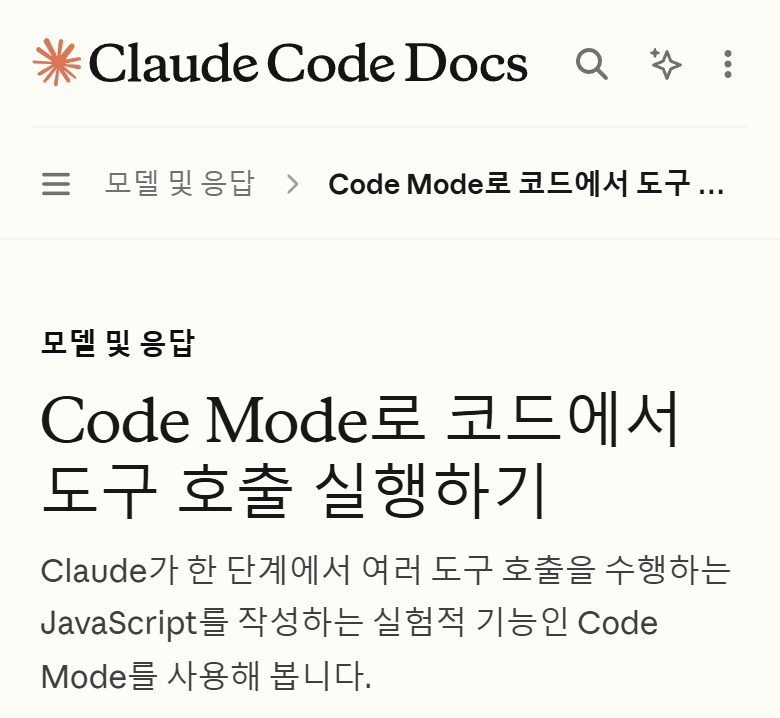 Claude Code Docs
모델 및 응답 > Code Mode로 코드에서 도구 ...
모델 및 응답
Code Mode로 코드에서
도구 호출 실행하기
Claude가 한 단계에서 여러 도구 호출을 수행하는
JavaScript를 작성하는 실험적 기능인 Code
Mode를 사용해 봅니다.